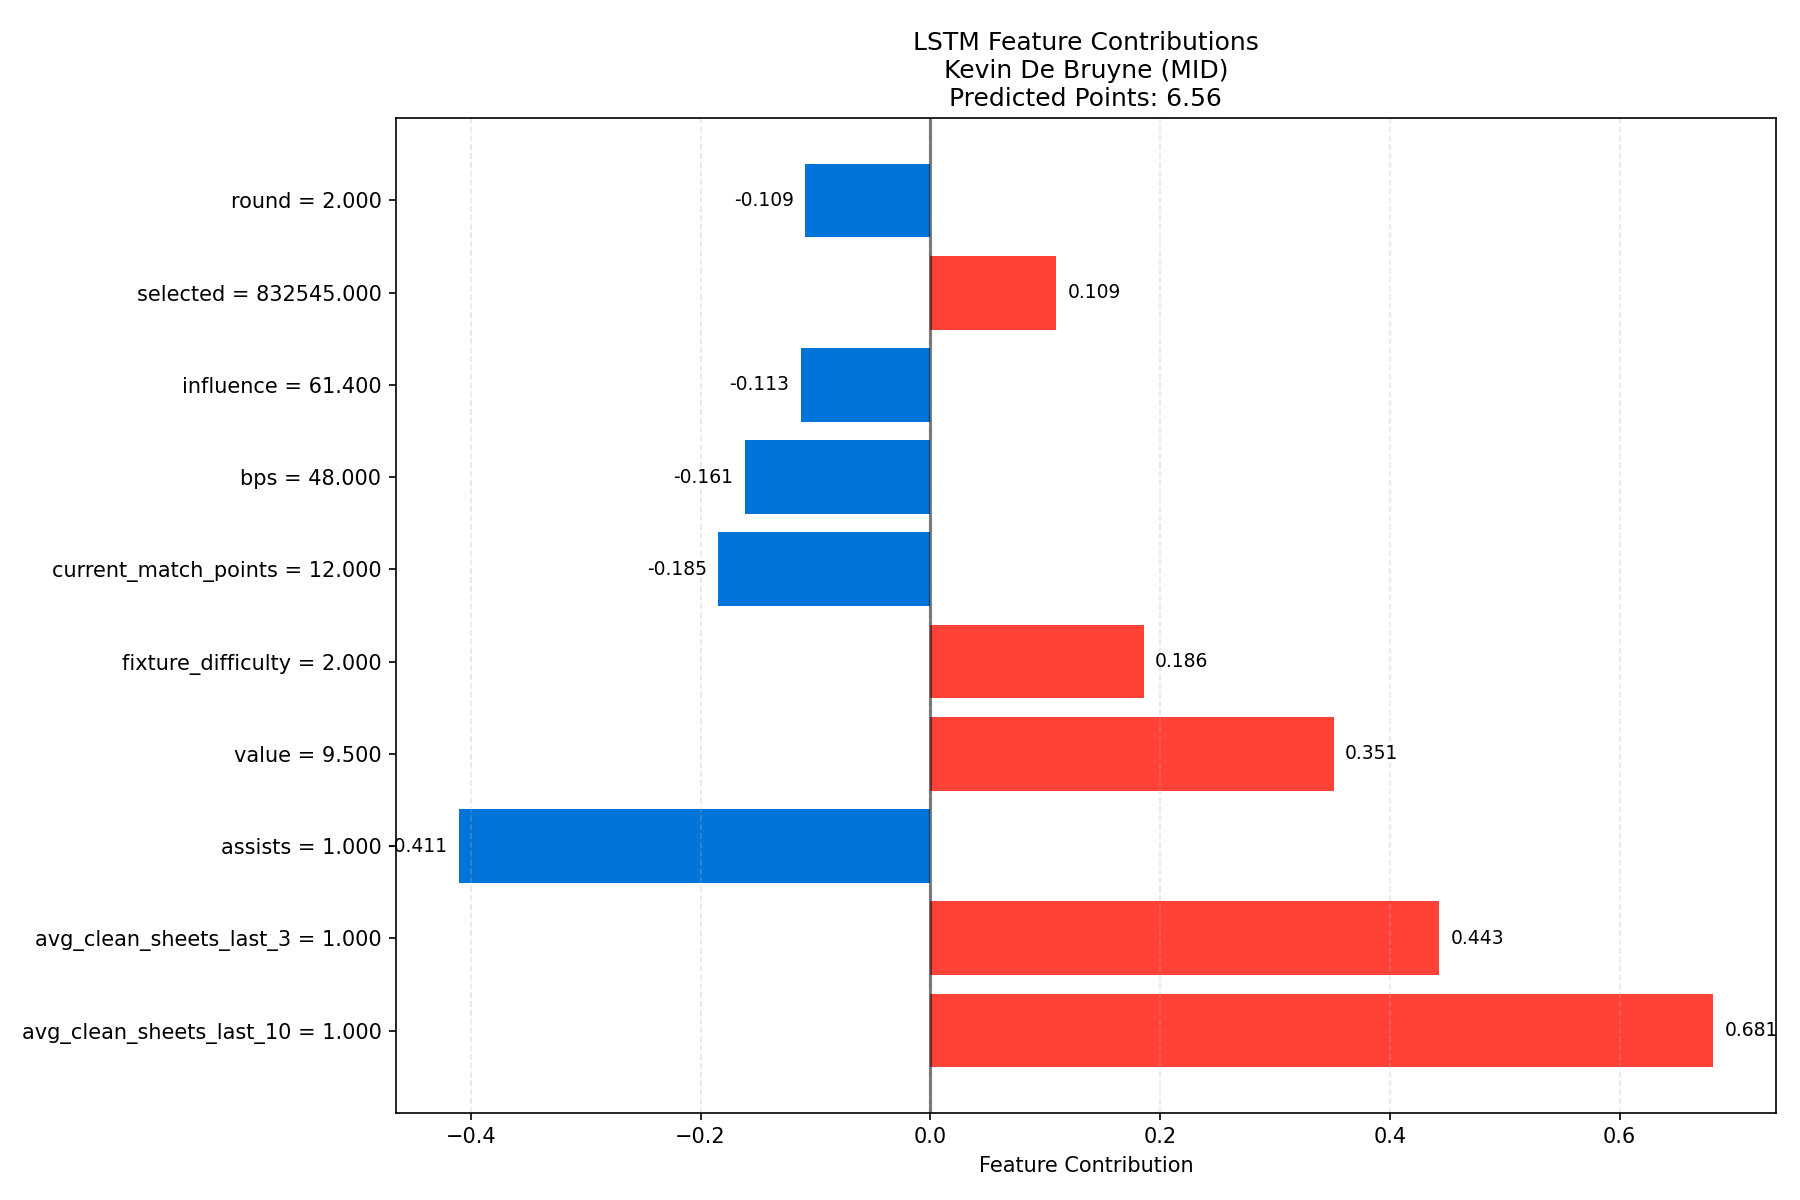 LSTM Feature Contributions
Kevin De Bruyne (MID)
Predicted Points: 6.56
round = 2.000
-0.109
selected = 832545.000
0.109
influence = 61.400
-0.113
bps = 48.000
-0.161
current_match_points = 12.000
-0.185
fixture_difficulty = 2.000
0.186
value = 9.500
0.351
assists = 1.000
0.411
avg_clean_sheets_last_3 = 1.000
0.443
avg_clean_sheets_last_10 = 1.000
0.681
−0.4 −0.2 0.0 0.2 0.4 0.6
Feature Contribution